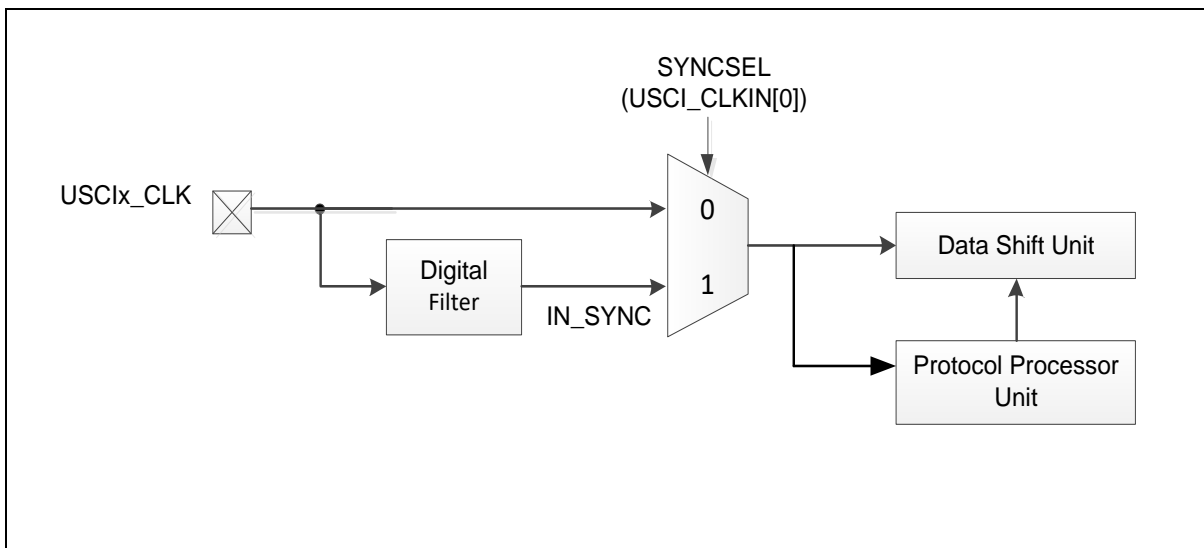 SYNCSEL
(USCI_CLKIN[0])
USCIx_CLK
0
Data Shift Unit
Digital
Filter
1
IN_SYNC
Protocol Processor
Unit